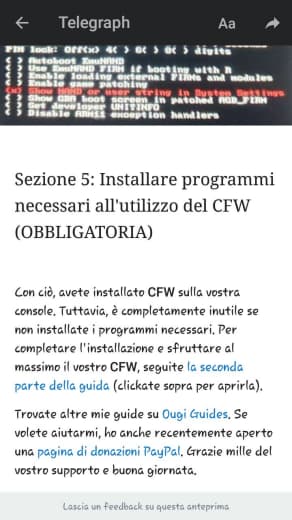 Telegraph
Aa
PIN lock: Off(x) 4( ) 6( ) 8( ) digits
( ) Autoboot EmuNAND
( ) Use EmuNAND FIRM if booting with R
( ) Enable loading external FIRMs and modules
( ) Enable game patching
(x) Show NAND or user string in System Settings
( ) Show GBA boot screen in patched AGB_FIRM
( ) Set developer UNITINFO
( ) Disable ARM11 exception handlers
Sezione 5: Installare programmi
necessari all'utilizzo del CFW
(OBBLIGATORIA)
Con ciò, avete installato CFW sulla vostra
console. Tuttavia, è completamente inutile se
non installate i programmi necessari. Per
completare l'installazione e sfruttare al
massimo il vostro CFW, seguite la seconda
parte della guida (clickate sopra per aprirla).
Trovate altre mie guide su Ougi Guides. Se
volete aiutarmi, ho anche recentemente aperto
una pagina di donazioni PayPal. Grazie mille del
vostro supporto e buona giornata.
Lascia un feedback su questa anteprima